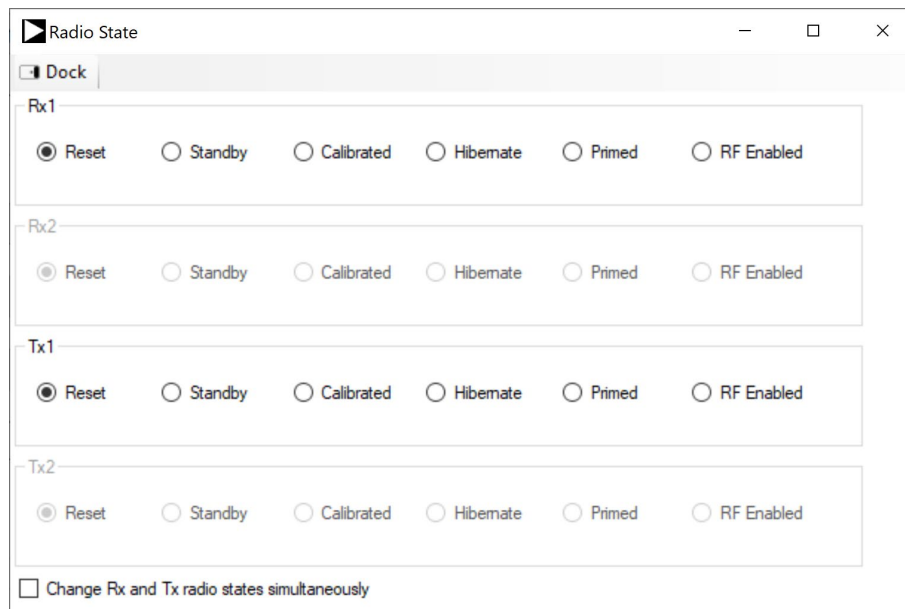 Radio State
Dock
Rx1
Reset Standby Calibrated Hibernate Primed RF Enabled
Rx2
Reset Standby Calibrated Hibernate Primed RF Enabled
Tx1
Reset Standby Calibrated Hibernate Primed RF Enabled
Tx2
Reset Standby Calibrated Hibernate Primed RF Enabled
Change Rx and Tx radio states simultaneously